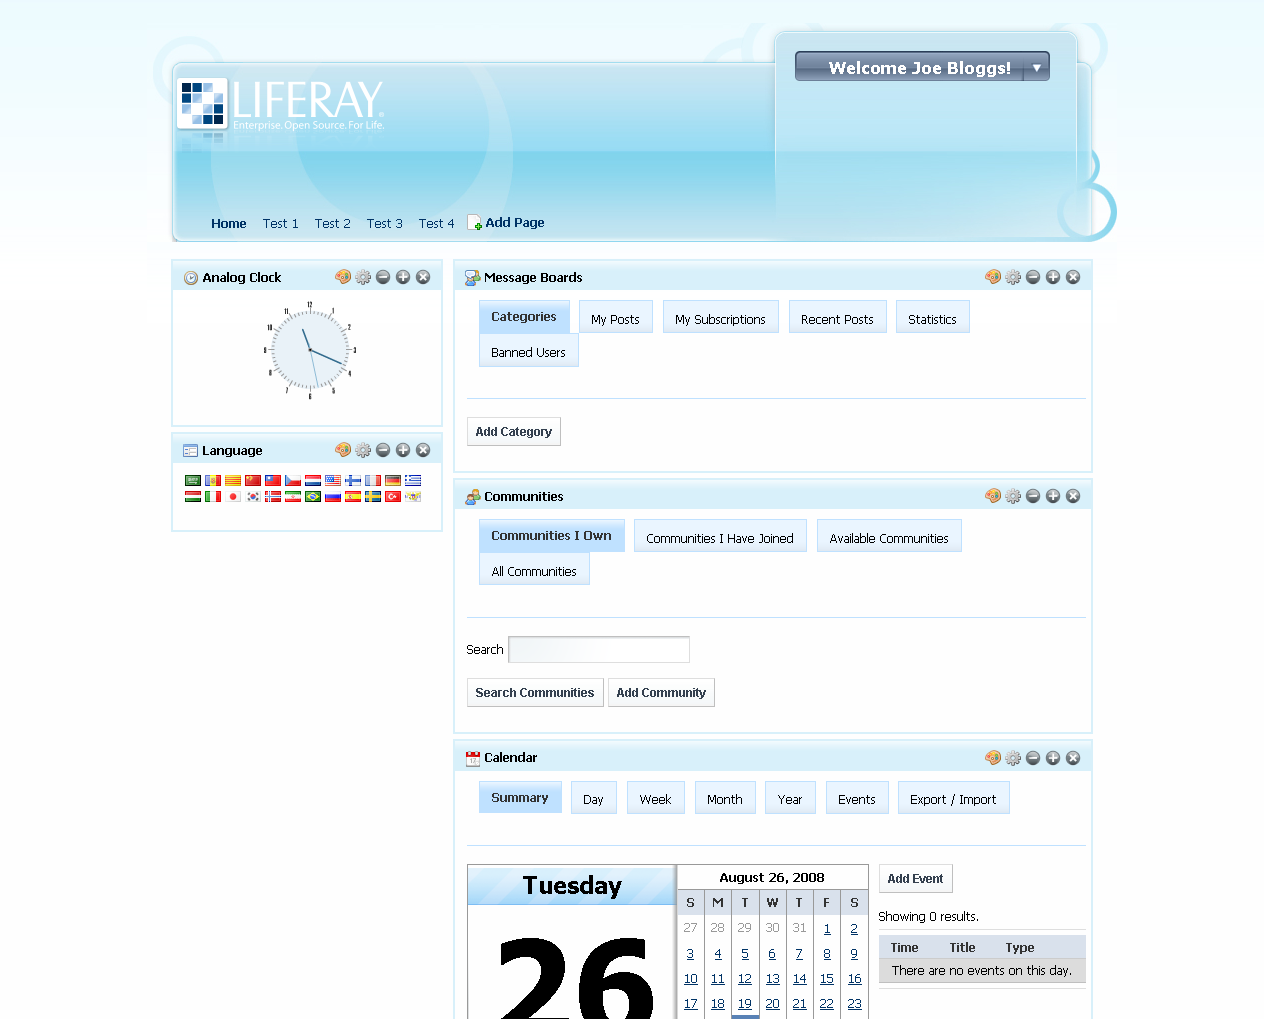 Welcome Joe Bloggs!
LIFERAY.
Enterprise. Open Source. For Life.
Home Test 1 Test 2 Test 3 Test 4 Add Page
Analog Clock
12
1
2
3
4
5
6
7
8
9
10
11
Language
Message Boards
Categories My Posts My Subscriptions Recent Posts Statistics
Banned Users
Add Category
Communities
Communities I Own Communities I Have Joined Available Communities
All Communities
Search
Search Communities Add Community
Calendar
Summary Day Week Month Year Events Export / Import
Tuesday
26
August 26, 2008
S M T W T F S
27 28 29 30 31 1 2
3 4 5 6 7 8 9
10 11 12 13 14 15 16
17 18 19 20 21 22 23
Add Event
Showing 0 results.
Time Title Type
There are no events on this day.